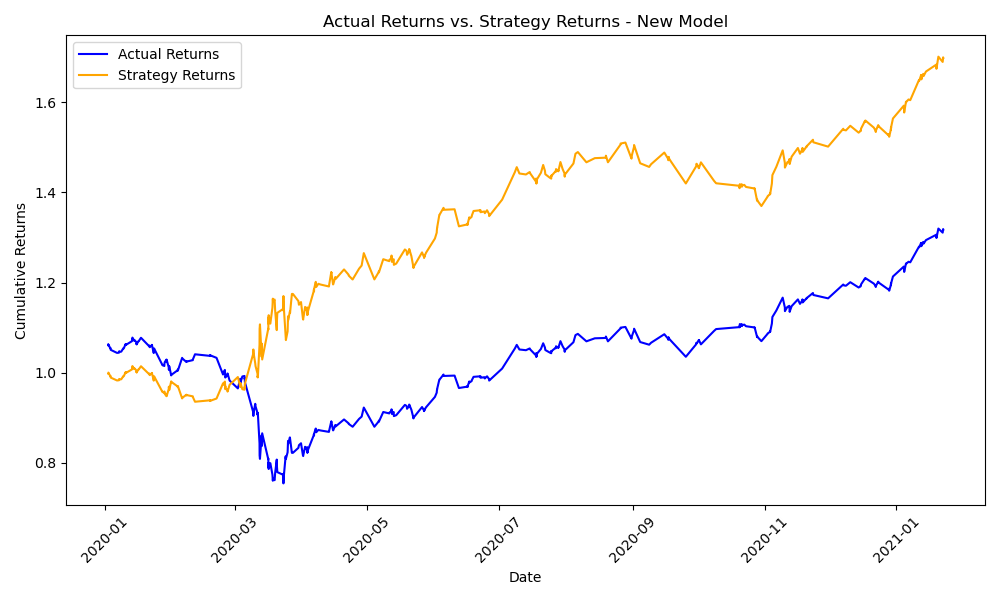 Actual Returns vs. Strategy Returns - New Model
Actual Returns
Strategy Returns
Cumulative Returns
1.6
1.4
1.2
1.0
0.8
2020-01
2020-03
2020-05
2020-07
2020-09
2020-11
2021-01
Date